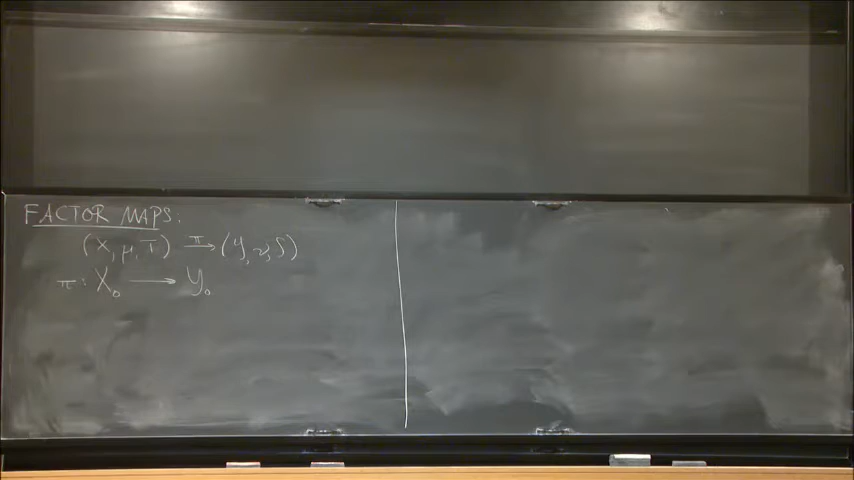 FACTOR MAPS:
(X, μ, T) π→ (Y, ν, S)
π: X₀ → Y₀